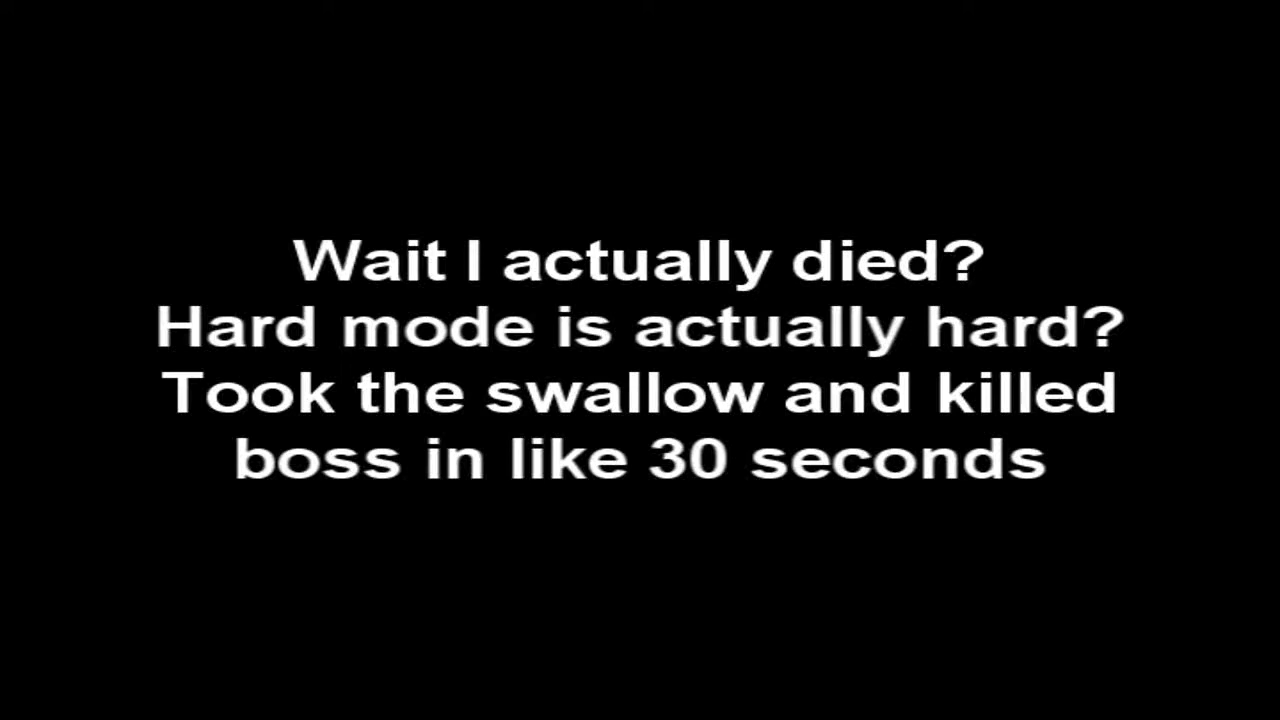 Wait I actually died?
Hard mode is actually hard?
Took the swallow and killed
boss in like 30 seconds